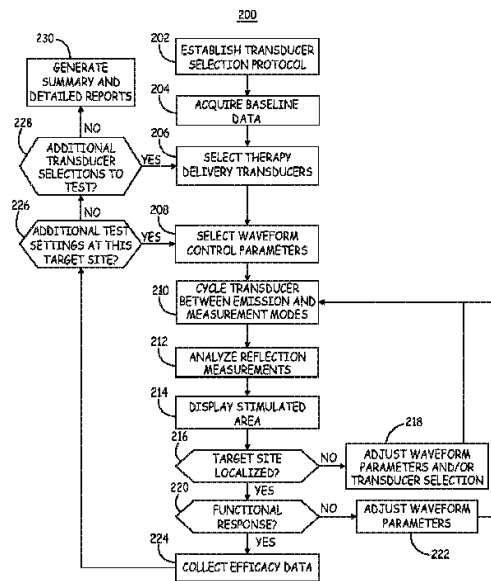 200
202
ESTABLISH TRANSDUCER
SELECTION PROTOCOL
204
ACQUIRE BASELINE
DATA
206
SELECT THERAPY
DELIVERY TRANSDUCERS
208
SELECT WAVEFORM
CONTROL PARAMETERS
210
CYCLE TRANSDUCER
BETWEEN EMISSION AND
MEASUREMENT MODES
212
ANALYZE REFLECTION
MEASUREMENTS
214
DISPLAY STIMULATED
AREA
216
TARGET SITE
LOCALIZED?
NO
218
ADJUST WAVEFORM
PARAMETERS AND/OR
TRANSDUCER SELECTION
YES
220
FUNCTIONAL
RESPONSE?
NO
ADJUST WAVEFORM
PARAMETERS
222
YES
224
COLLECT EFFICACY DATA
226
ADDITIONAL TEST
SETTINGS AT THIS
TARGET SITE?
YES
NO
228
ADDITIONAL
TRANSDUCER
SELECTIONS TO
TEST?
YES
NO
230
GENERATE
SUMMARY AND
DETAILED REPORTS